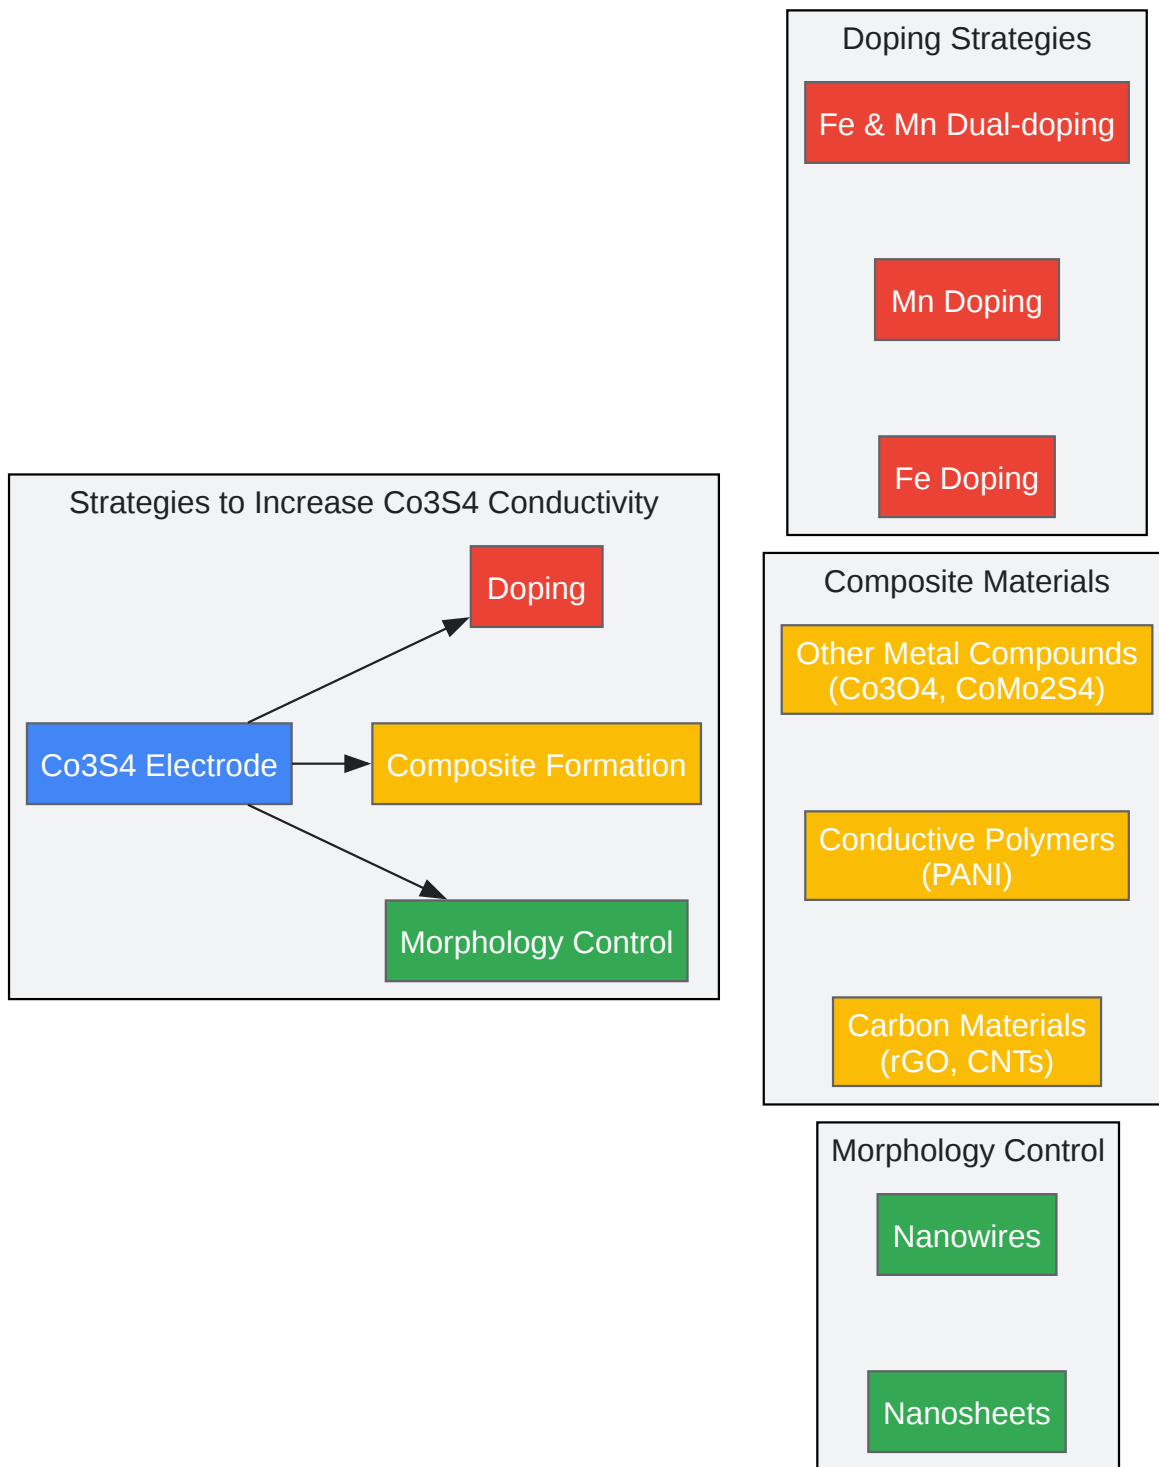 Doping Strategies
Fe & Mn Dual-doping
Mn Doping
Fe Doping
Strategies to Increase Co3S4 Conductivity
Doping
Co3S4 Electrode
Composite Formation
Morphology Control
Composite Materials
Other Metal Compounds
(Co3O4, CoMo2S4)
Conductive Polymers
(PANI)
Carbon Materials
(rGO, CNTs)
Morphology Control
Nanowires
Nanosheets